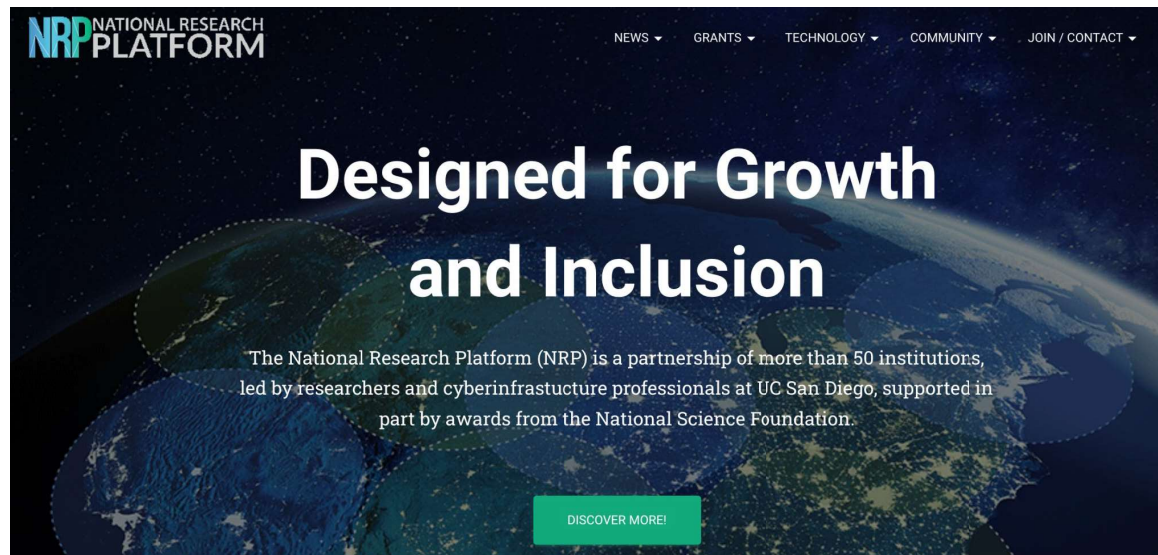 NRP NATIONAL RESEARCH
PLATFORM
NEWS GRANTS TECHNOLOGY COMMUNITY JOIN / CONTACT
Designed for Growth
and Inclusion
The National Research Platform (NRP) is a partnership of more than 50 institutions,
led by researchers and cyberinfrastucture professionals at UC San Diego, supported in
part by awards from the National Science Foundation.
DISCOVER MORE!